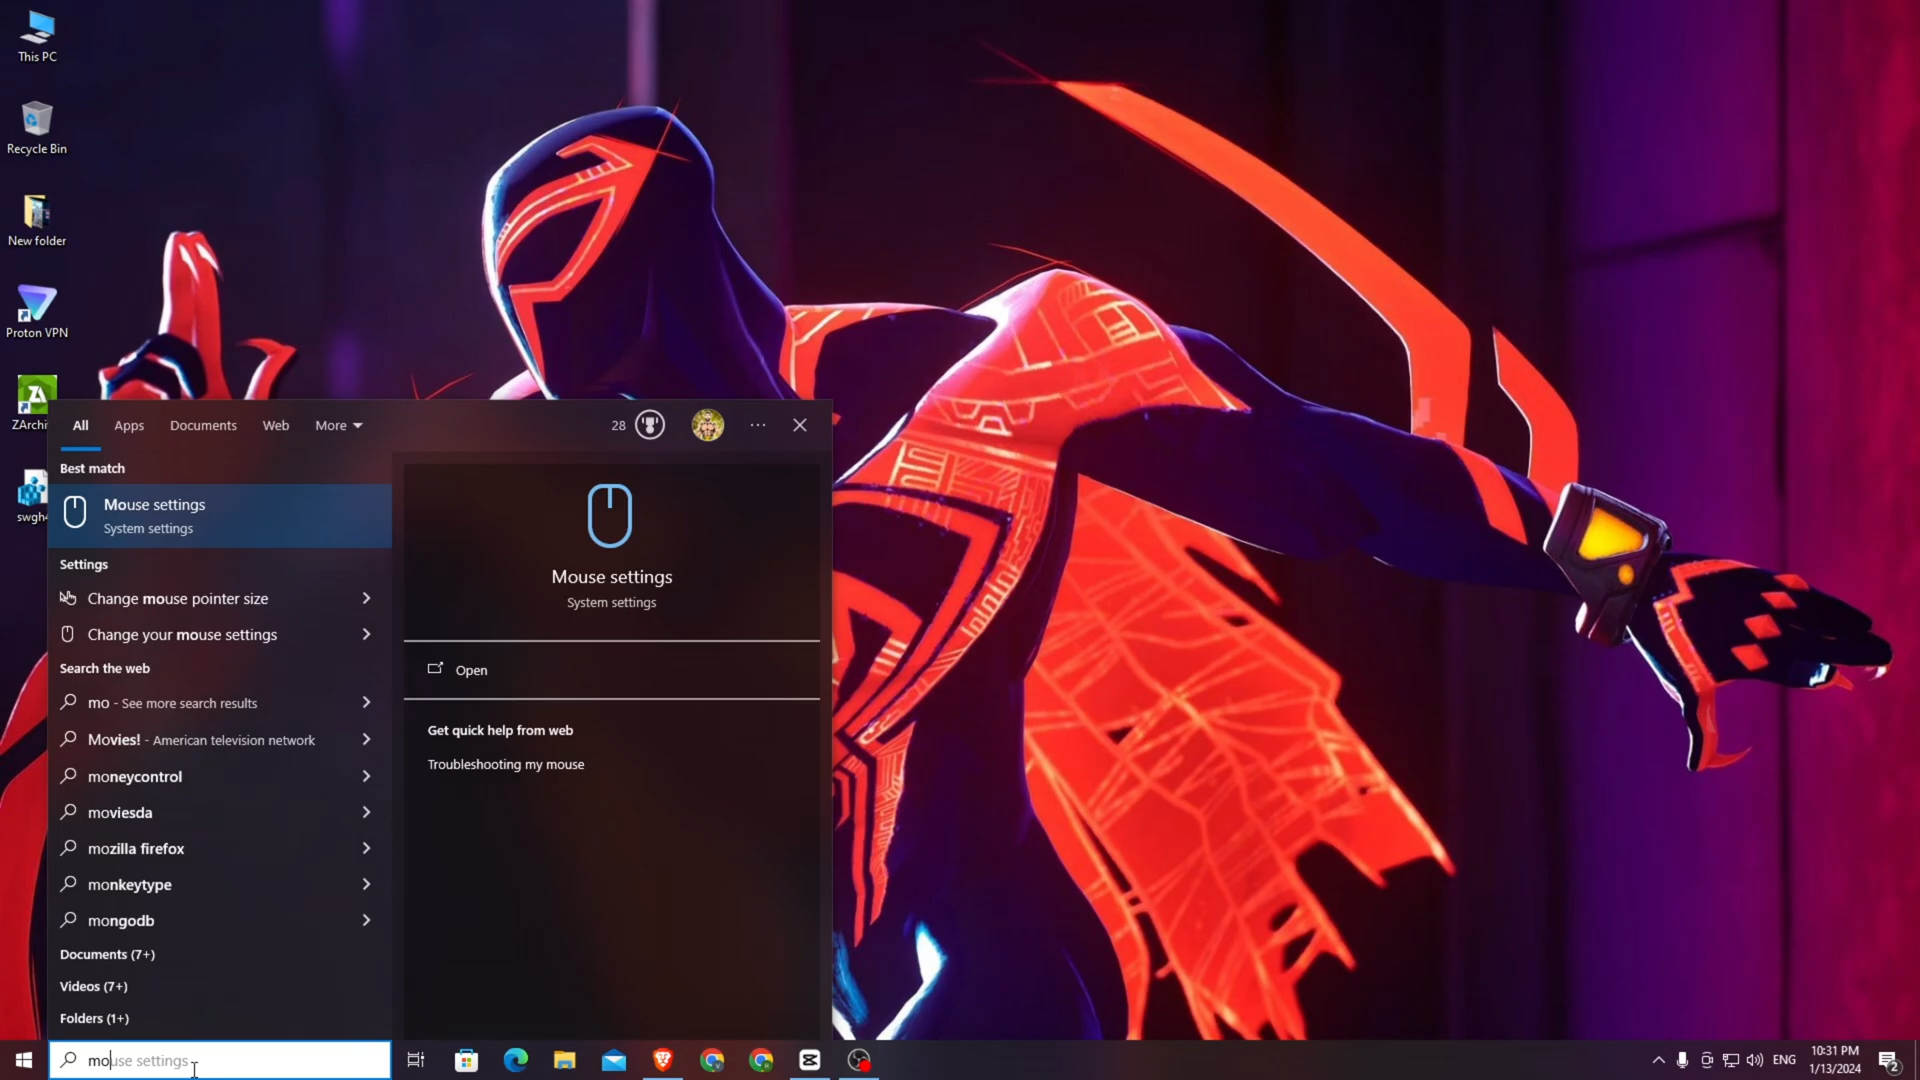 This PC
Recycle Bin
New folder
Proton VPN
ZArchi
swgh4
All
Apps
Documents
Web
More
28
Best match
Mouse settings
System settings
Settings
Change mouse pointer size
Change your mouse settings
Search the web
mo - See more search results
Movies! - American television network
moneycontrol
moviesda
mozilla firefox
monkeytype
mongodb
Documents (7+)
Videos (7+)
Folders (1+)
Mouse settings
System settings
Open
Get quick help from web
Troubleshooting my mouse
mouse settings
ENG
10:31 PM
1/13/2024
2